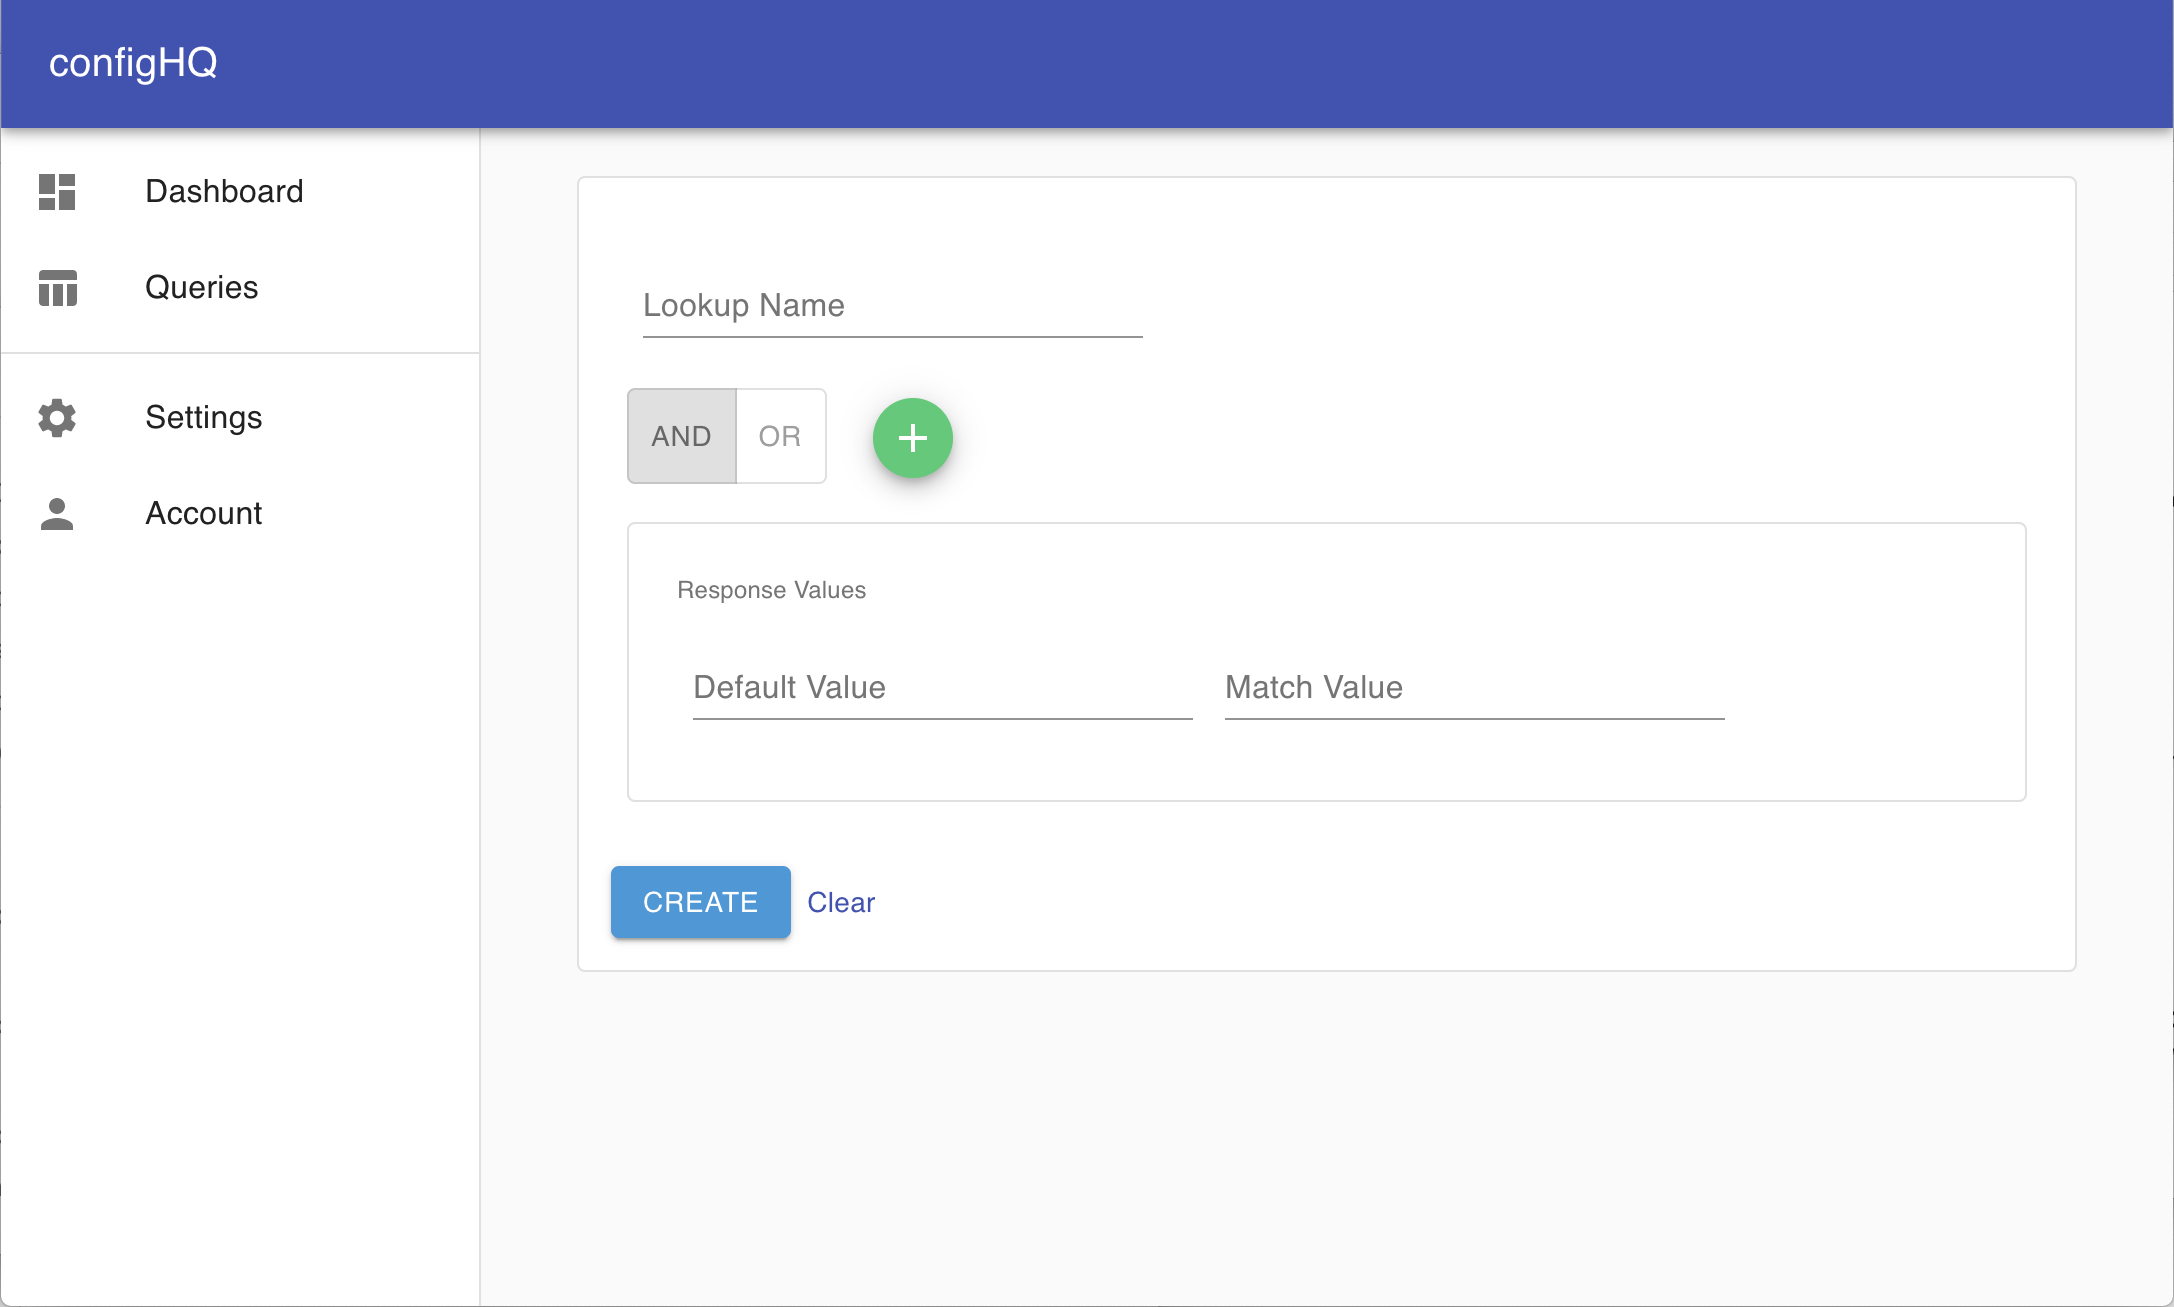 configHQ
Dashboard
Queries
Settings
Account
Lookup Name
AND OR
Response Values
Default Value Match Value
CREATE Clear